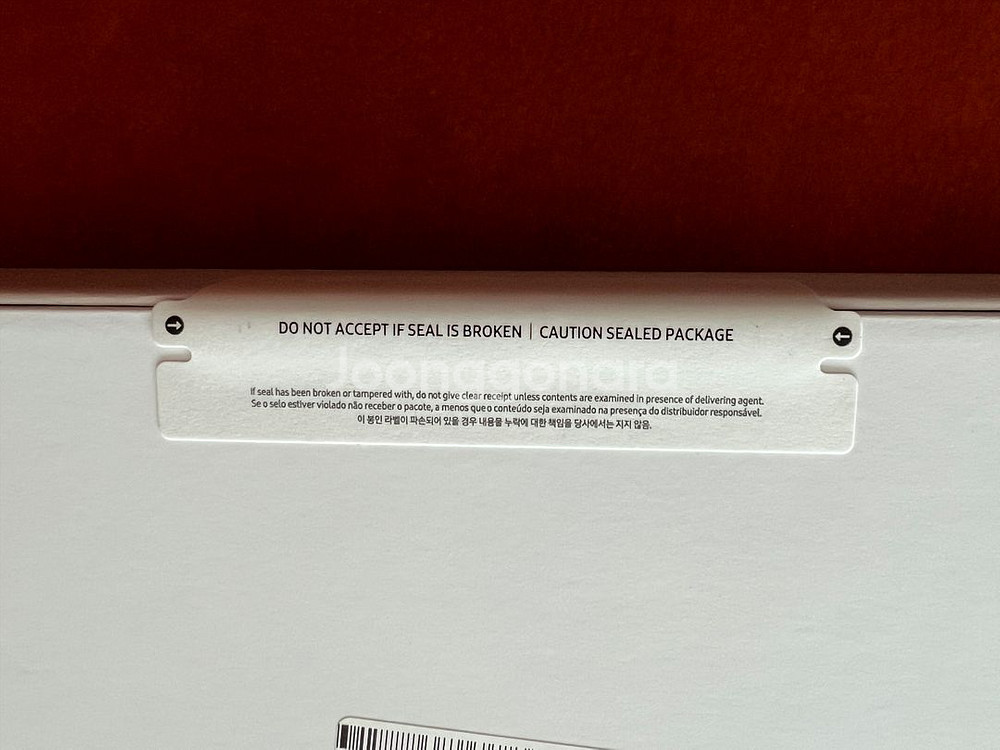 DO NOT ACCEPT IF SEAL IS BROKEN | CAUTION SEALED PACKAGE
Joonggonara
If seal has been broken or tampered with, do not give clear receipt unless contents are examined in presence of delivering agent.
Se o selo estiver violado não receber o pacote, a menos que o conteúdo seja examinado na presença do distribuidor responsável.
이 봉인 라벨이 파손되어 있을 경우 내용물 누락에 대한 책임을 당사에서는 지지 않음.